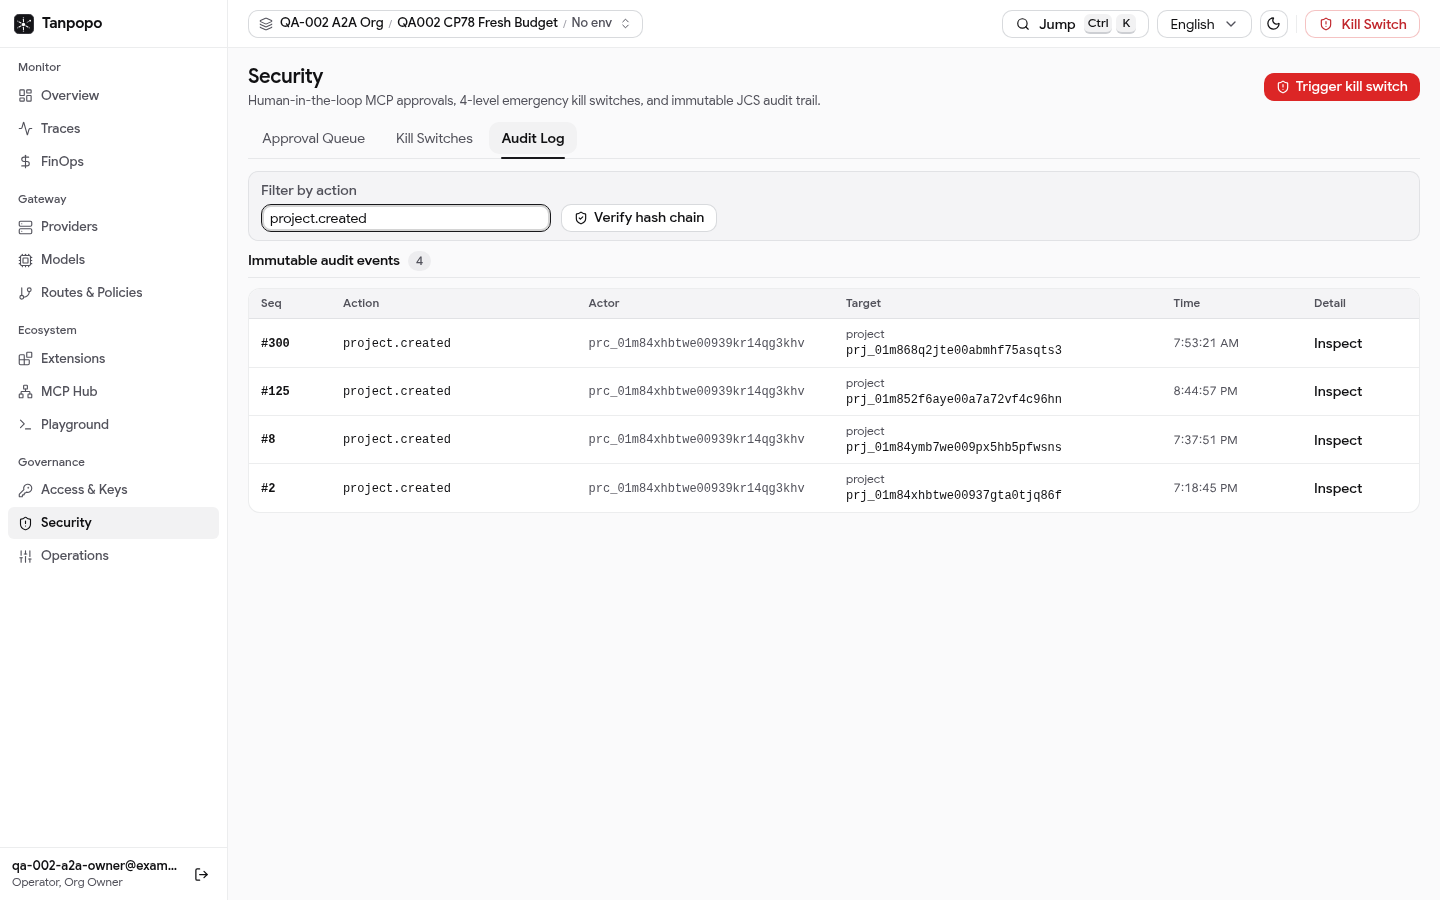 Tanpopo
QA-002 A2A Org / QA002 CP78 Fresh Budget / No env
Jump Ctrl K
English
Kill Switch
Monitor
Overview
Traces
FinOps
Gateway
Providers
Models
Routes & Policies
Ecosystem
Extensions
MCP Hub
Playground
Governance
Access & Keys
Security
Operations
qa-002-a2a-owner@exam...
Operator, Org Owner
Security
Human-in-the-loop MCP approvals, 4-level emergency kill switches, and immutable JCS audit trail.
Trigger kill switch
Approval Queue Kill Switches Audit Log
Filter by action
project.created
Verify hash chain
Immutable audit events 4
Seq Action Actor Target Time Detail
#300 project.created prc_01m84xhbtwe00939kr14qg3khv project prj_01m868q2jte00abmhf75asqts3 7:53:21 AM Inspect
#125 project.created prc_01m84xhbtwe00939kr14qg3khv project prj_01m852f6aye00a7a72vf4c96hn 8:44:57 PM Inspect
#8 project.created prc_01m84xhbtwe00939kr14qg3khv project prj_01m84ymb7we009px5hb5pfwsns 7:37:51 PM Inspect
#2 project.created prc_01m84xhbtwe00939kr14qg3khv project prj_01m84xhbtwe00937gta0tjq86f 7:18:45 PM Inspect